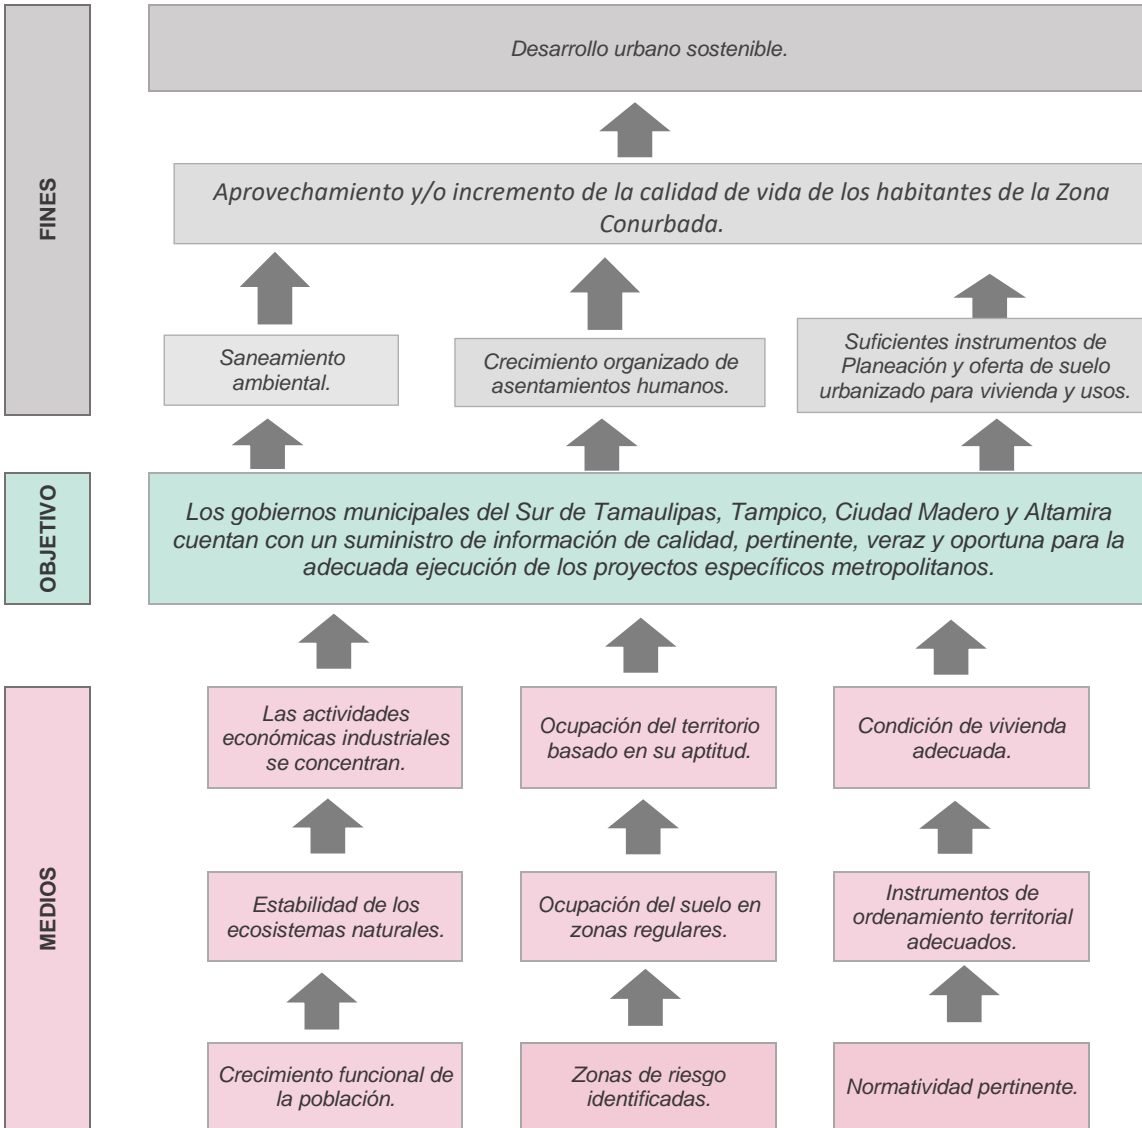 FINES
Desarrollo urbano sostenible.
Aprovechamiento y/o incremento de la calidad de vida de los habitantes de la Zona
Conurbada.
Saneamiento
ambiental.
Crecimiento organizado de
asentamientos humanos.
Suficientes instrumentos de
Planeación y oferta de suelo
urbanizado para vivienda y usos.
OBJETIVO
Los gobiernos municipales del Sur de Tamaulipas, Tampico, Ciudad Madero y Altamira
cuentan con un suministro de información de calidad, pertinente, veraz y oportuna para la
adecuada ejecución de los proyectos específicos metropolitanos.
MEDIOS
Las actividades
económicas industriales
se concentran.
Ocupación del territorio
basado en su aptitud.
Condición de vivienda
adecuada.
Estabilidad de los
ecosistemas naturales.
Ocupación del suelo en
zonas regulares.
Instrumentos de
ordenamiento territorial
adecuados.
Crecimiento funcional de
la población.
Zonas de riesgo
identificadas.
Normatividad pertinente.